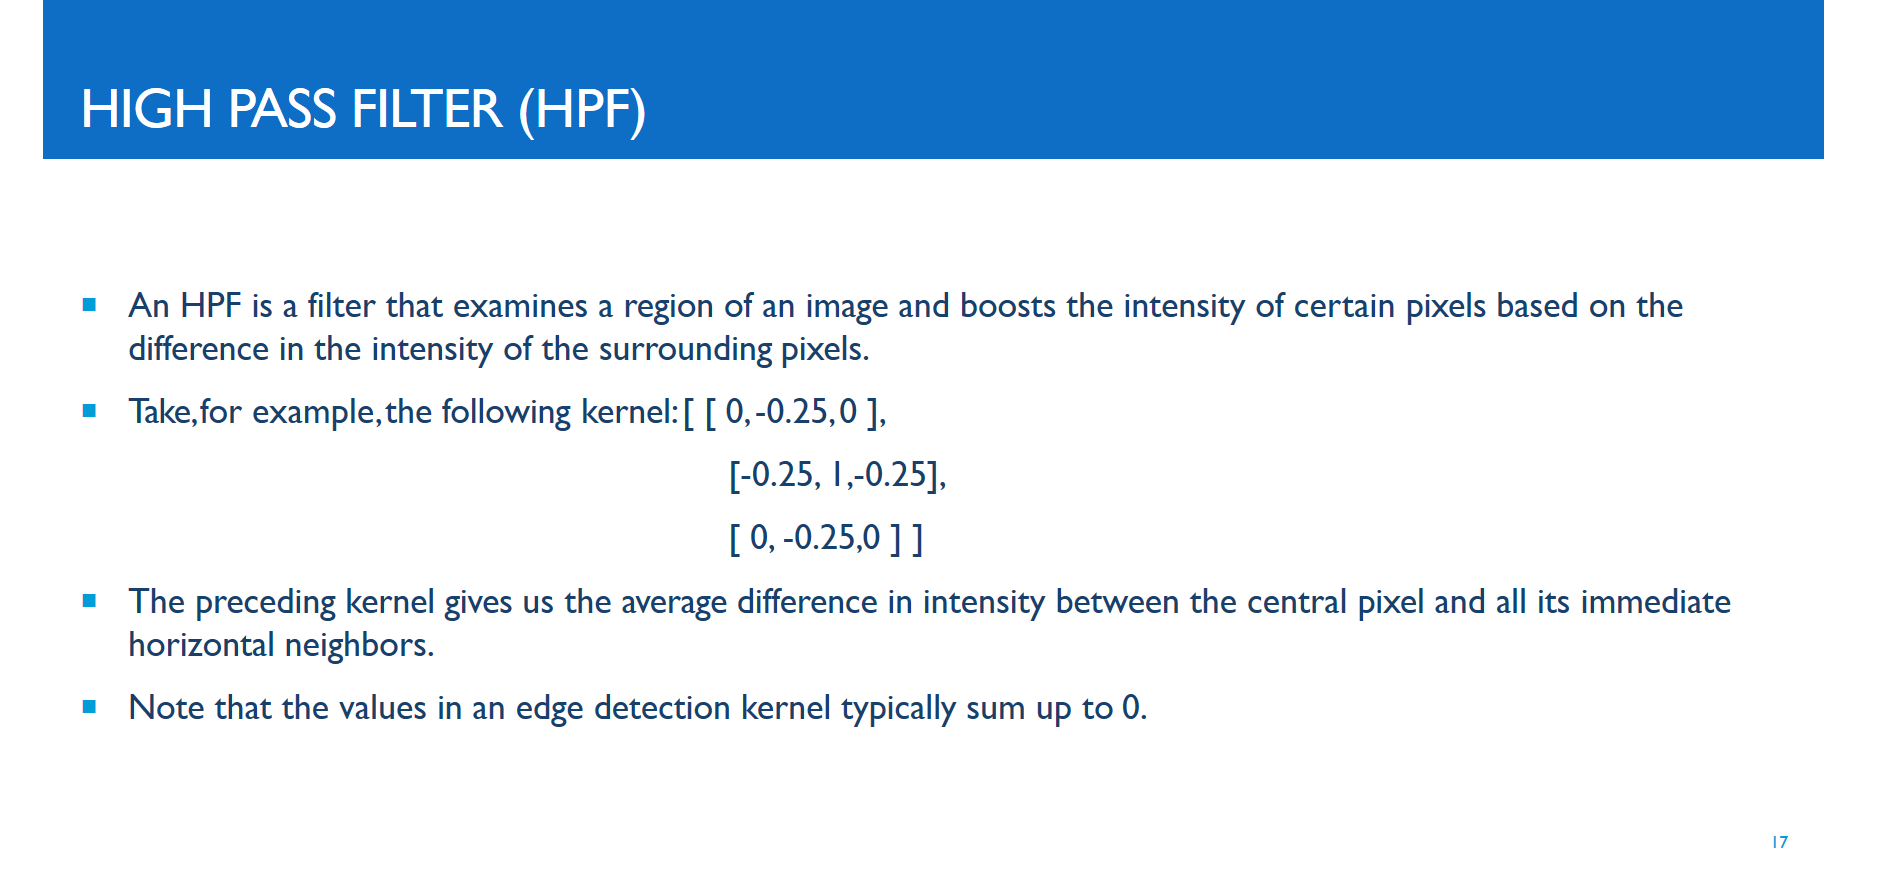 HIGH PASS FILTER (HPF)
▪ An HPF is a filter that examines a region of an image and boosts the intensity of certain pixels based on the
difference in the intensity of the surrounding pixels.
▪ Take, for example, the following kernel: [ [ 0, -0.25, 0 ],
[-0.25, 1,-0.25],
[ 0, -0.25,0 ] ]
▪ The preceding kernel gives us the average difference in intensity between the central pixel and all its immediate
horizontal neighbors.
▪ Note that the values in an edge detection kernel typically sum up to 0.
17